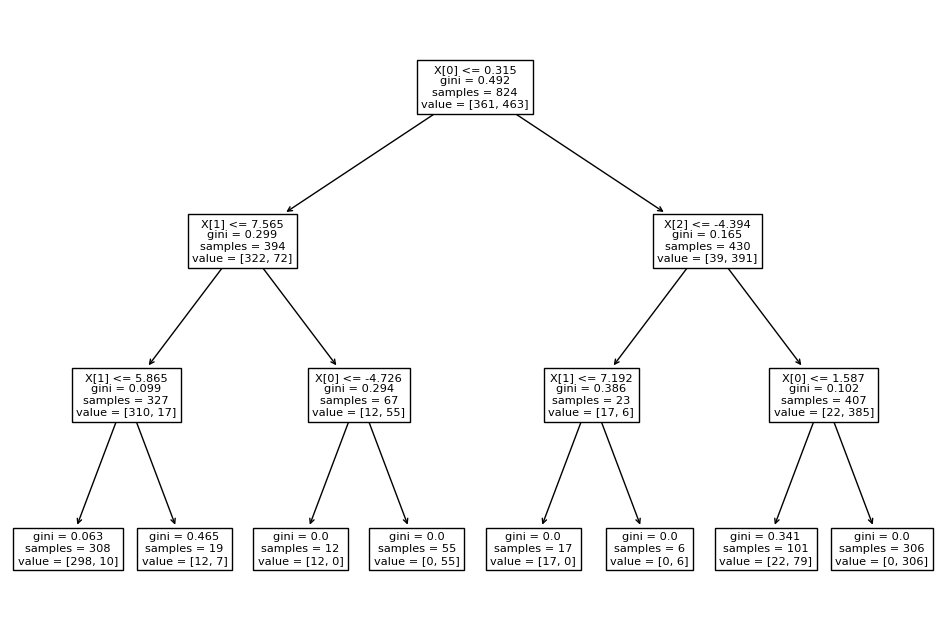 X[0] <= 0.315
gini = 0.492
samples = 824
value = [361, 463]
X[1] <= 7.565
gini = 0.299
samples = 394
value = [322, 72]
X[2] <= -4.394
gini = 0.165
samples = 430
value = [39, 391]
X[1] <= 5.865
gini = 0.099
samples = 327
value = [310, 17]
X[0] <= -4.726
gini = 0.294
samples = 67
value = [12, 55]
X[1] <= 7.192
gini = 0.386
samples = 23
value = [17, 6]
X[0] <= 1.587
gini = 0.102
samples = 407
value = [22, 385]
gini = 0.063
samples = 308
value = [298, 10]
gini = 0.465
samples = 19
value = [12, 7]
gini = 0.0
samples = 12
value = [12, 0]
gini = 0.0
samples = 55
value = [0, 55]
gini = 0.0
samples = 17
value = [17, 0]
gini = 0.0
samples = 6
value = [0, 6]
gini = 0.341
samples = 101
value = [22, 79]
gini = 0.0
samples = 306
value = [0, 306]